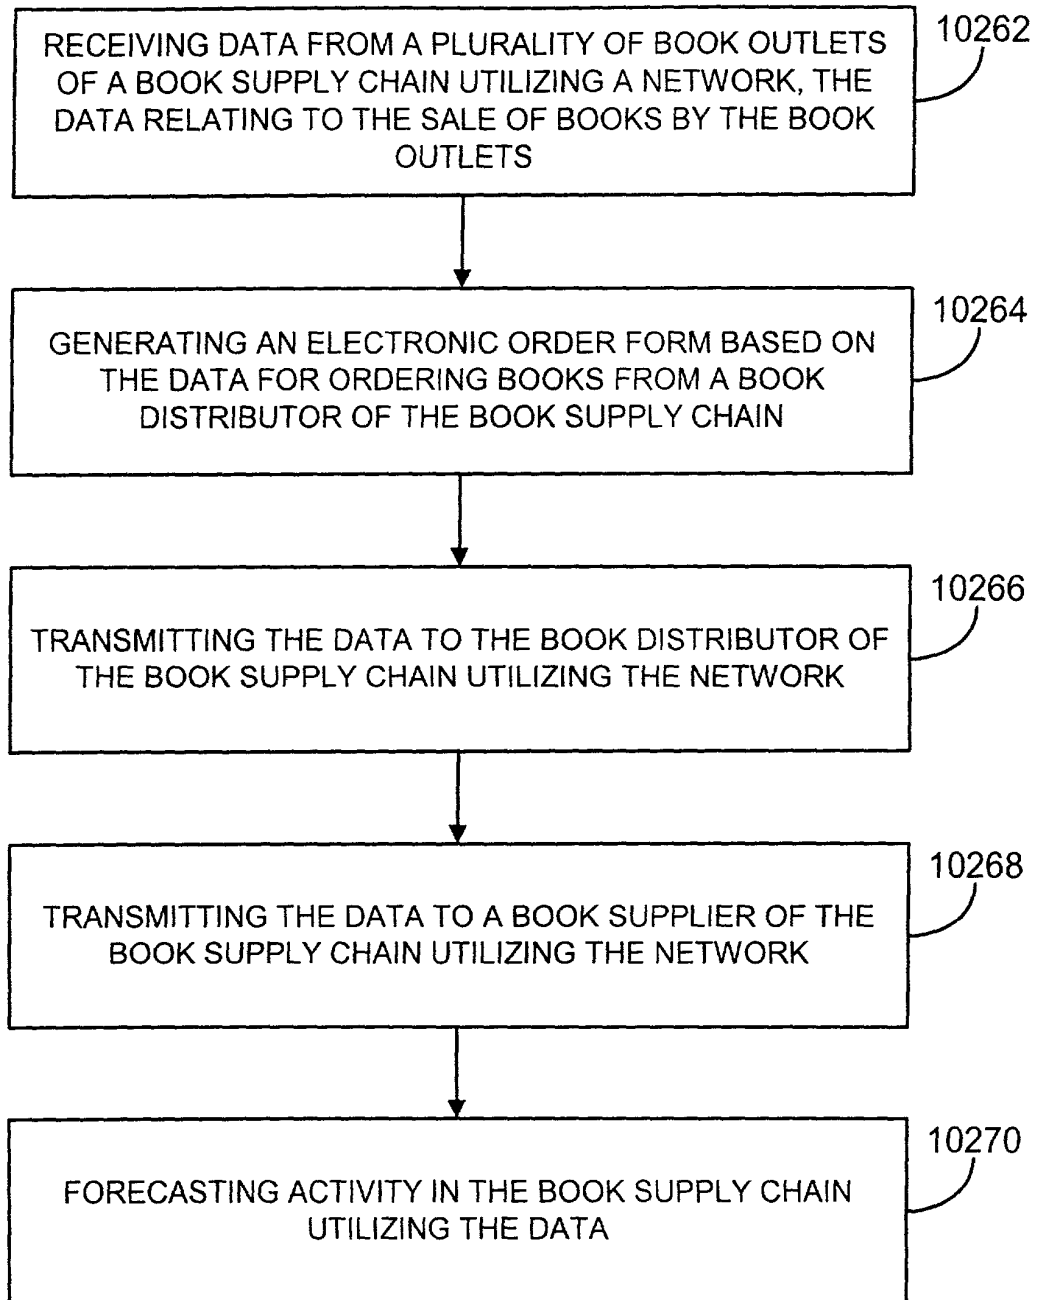 RECEIVING DATA FROM A PLURALITY OF BOOK OUTLETS
OF A BOOK SUPPLY CHAIN UTILIZING A NETWORK, THE
DATA RELATING TO THE SALE OF BOOKS BY THE BOOK
OUTLETS
10262
GENERATING AN ELECTRONIC ORDER FORM BASED ON
THE DATA FOR ORDERING BOOKS FROM A BOOK
DISTRIBUTOR OF THE BOOK SUPPLY CHAIN
10264
TRANSMITTING THE DATA TO THE BOOK DISTRIBUTOR OF
THE BOOK SUPPLY CHAIN UTILIZING THE NETWORK
10266
TRANSMITTING THE DATA TO A BOOK SUPPLIER OF THE
BOOK SUPPLY CHAIN UTILIZING THE NETWORK
10268
FORECASTING ACTIVITY IN THE BOOK SUPPLY CHAIN
UTILIZING THE DATA
10270